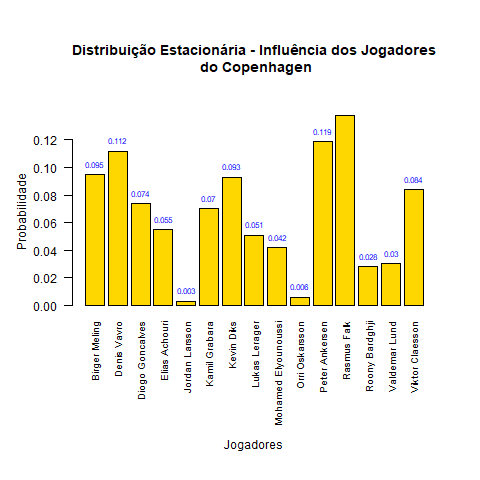 Distribuição Estacionária - Influência dos Jogadores
do Copenhagen
Probabilidade
0.12
0.10
0.08
0.06
0.04
0.02
0.00
0.095
0.112
0.074
0.055
0.003
0.07
0.093
0.051
0.042
0.006
0.119
0.028
0.03
0.084
Birger Meling
Denis Vavro
Diogo Goncalves
Elias Achouri
Jordan Larsson
Kamil Grabara
Kevin Diks
Lukas Lerager
Mohamed Elyounoussi
Orri Oskarsson
Peter Ankersen
Rasmus Falk
Roony Bardghji
Valdemar Lund
Viktor Claesson
Jogadores